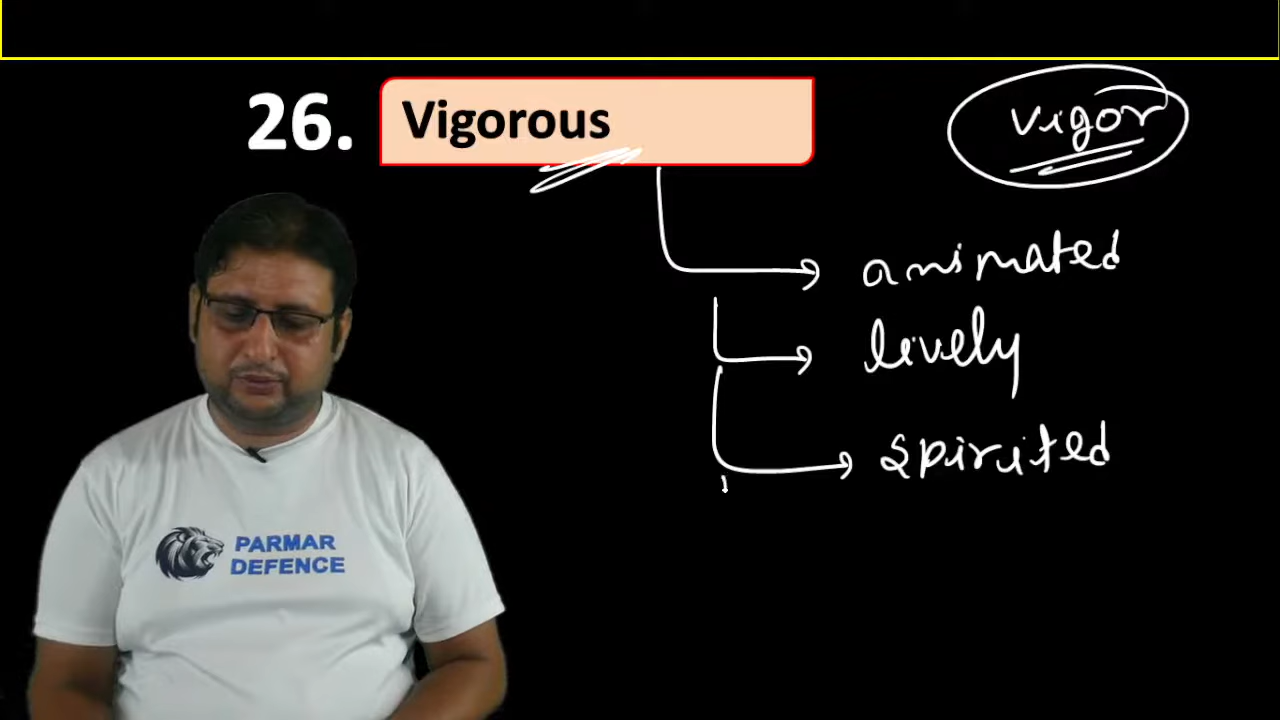 26. Vigorous
vigor
animated
lively
spirited
PARMAR
DEFENCE